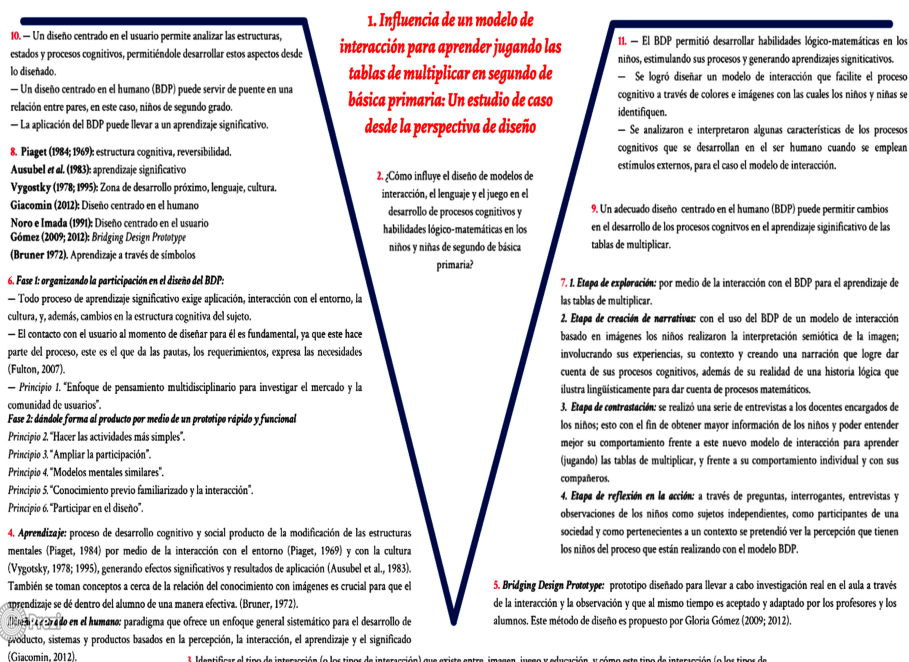 10. — Un diseño centrado en el usuario permite analizar las estructuras,
estados y procesos cognitivos, permitiéndole desarrollar estos aspectos desde
lo diseñado.
— Un diseño centrado en el humano (BDP) puede servir de puente en una
relación entre pares, en este caso, niños de segundo grado.
— La aplicación del BDP puede llevar a un aprendizaje significativo.
8. Piaget (1984; 1969): estructura cognitiva, reversibilidad.
Ausubel et al. (1983): aprendizaje significativo
Vygostky (1978; 1995): Zona de desarrollo próximo, lenguaje, cultura.
Giacomin (2012): Diseño centrado en el humano
Noro e Imada (1991): Diseño centrado en el usuario
Gómez (2009; 2012): Bridging Design Prototype
(Bruner 1972). Aprendizaje a través de símbolos
6. Fase 1: organizando la participación en el diseño del BDP:
— Todo proceso de aprendizaje significativo exige aplicación, interacción con el entorno, la
cultura, y, además, cambios en la estructura cognitiva del sujeto.
— El contacto con el usuario al momento de diseñar para él es fundamental, ya que este hace
parte del proceso, este es el que da las pautas, los requerimientos, expresa las necesidades
(Fulton, 2007).
— Principio 1. “Enfoque de pensamiento multidisciplinario para investigar el mercado y la
comunidad de usuarios”.
Fase 2: dándole forma al producto por medio de un prototipo rápido y funcional
Principio 2. “Hacer las actividades más simples”.
Principio 3. “Ampliar la participación”.
Principio 4. “Modelos mentales similares”.
Principio 5. “Conocimiento previo familiarizado y la interacción”.
Principio 6. “Participar en el diseño”.
4. Aprendizaje: proceso de desarrollo cognitivo y social producto de la modificación de las estructuras
mentales (Piaget, 1984) por medio de la interacción con el entorno (Piaget, 1969) y con la cultura
(Vygotsky, 1978; 1995), generando efectos significativos y resultados de aplicación (Ausubel et al., 1983).
También se toman conceptos a cerca de la relación del conocimiento con imágenes es crucial para que el
aprendizaje se dé dentro del alumno de una manera efectiva. (Bruner, 1972).
Diseño centrado en el humano: paradigma que ofrece un enfoque general sistemático para el desarrollo de
producto, sistemas y productos basados en la percepción, la interacción, el aprendizaje y el significado
(Giacomin, 2012).
Prezi
1. Influencia de un modelo de
interacción para aprender jugando las
tablas de multiplicar en segundo de
básica primaria: Un estudio de caso
desde la perspectiva de diseño
2. ¿Cómo influye el diseño de modelos de
interacción, el lenguaje y el juego en el
desarrollo de procesos cognitivos y
habilidades lógico-matemáticas en los
niños y niñas de segundo de básica
primaria?
11. — El BDP permitió desarrollar habilidades lógico-matemáticas en los
niños, estimulando sus procesos y generando aprendizajes significativos.
— Se logró diseñar un modelo de interacción que facilite el proceso
cognitivo a través de colores e imágenes con las cuales los niños y niñas se
identifiquen.
— Se analizaron e interpretaron algunas características de los procesos
cognitivos que se desarrollan en el ser humano cuando se emplean
estímulos externos, para el caso el modelo de interacción.
9. Un adecuado diseño centrado en el humano (BDP) puede permitir cambios
en el desarrollo de los procesos cognitvos en el aprendizaje siginificativo de las
tablas de multiplicar.
7. 1. Etapa de exploración: por medio de la interacción con el BDP para el aprendizaje de
las tablas de multiplicar.
2. Etapa de creación de narrativas: con el uso del BDP de un modelo de interacción
basado en imágenes los niños realizaron la interpretación semiótica de la imagen;
involucrando sus experiencias, su contexto y creando una narración que logre dar
cuenta de sus procesos cognitivos, además de su realidad de una historia lógica que
ilustra lingüísticamente para dar cuenta de procesos matemáticos.
3. Etapa de contrastación: se realizó una serie de entrevistas a los docentes encargados de
los niños; esto con el fin de obtener mayor información de los niños y poder entender
mejor su comportamiento frente a este nuevo modelo de interacción para aprender
(jugando) las tablas de multiplicar, y frente a su comportamiento individual y con sus
compañeros.
4. Etapa de reflexión en la acción: a través de preguntas, interrogantes, entrevistas y
observaciones de los niños como sujetos independientes, como participantes de una
sociedad y como pertenecientes a un contexto se pretendió ver la percepción que tienen
los niños del proceso que están realizando con el modelo BDP.
5. Bridging Design Prototype: prototipo diseñado para llevar a cabo investigación real en el aula a través
de la interacción y la observación y que al mismo tiempo es aceptado y adaptado por los profesores y los
alumnos. Este método de diseño es propuesto por Gloria Gómez (2009; 2012).
3. Identificar el tipo de interacción (o los tipos de interacción) que existe entre imagen, juego y educación, y cómo este tipo de interacción (o los tipos de